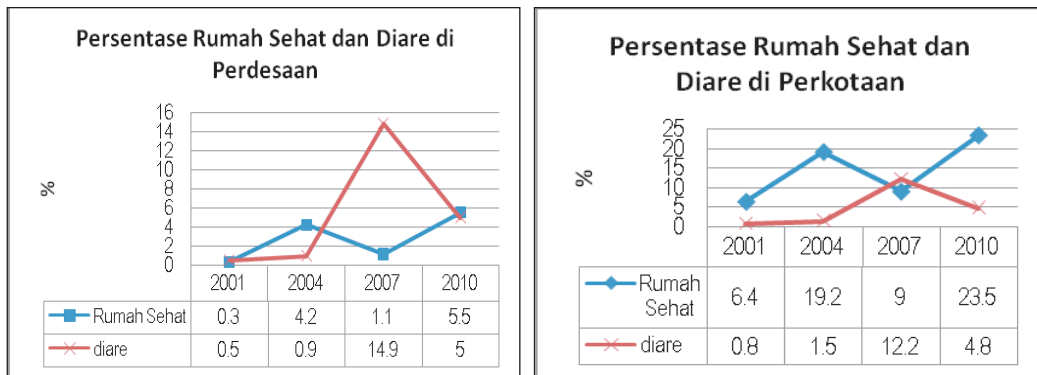 Persentase Rumah Sehat dan Diare di
Perdesaan
16
14
12
10
8
6
4
2
0
%
2001 2004 2007 2010
Rumah Sehat 0.3 4.2 1.1 5.5
diare 0.5 0.9 14.9 5
Persentase Rumah Sehat dan
Diare di Perkotaan
25
20
15
10
5
0
%
2001 2004 2007 2010
Rumah
Sehat 6.4 19.2 9 23.5
diare 0.8 1.5 12.2 4.8